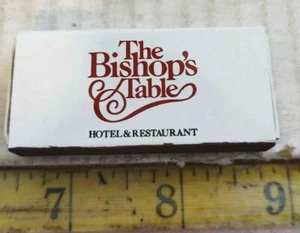 The
Bishop's
Table
HOTEL & RESTAURANT
7 8 9